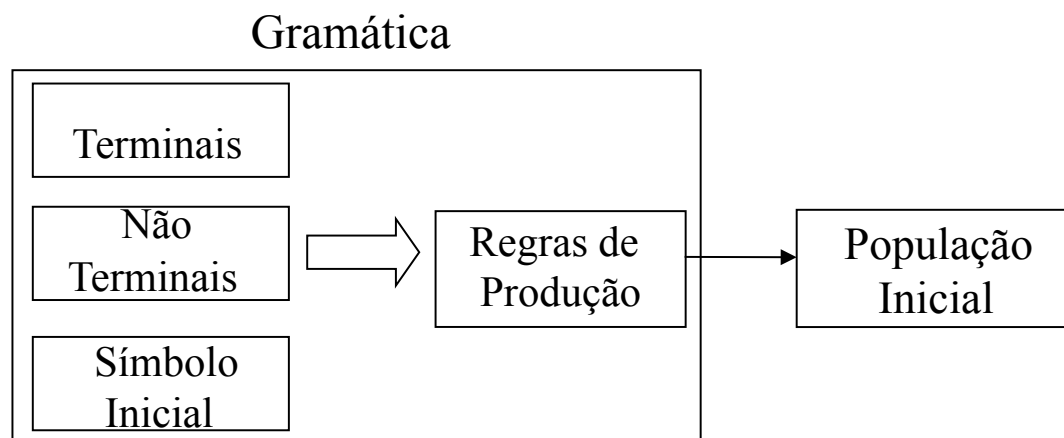 Gramática
Terminais
Não
Terminais
Símbolo
Inicial
Regras de
Produção
População
Inicial